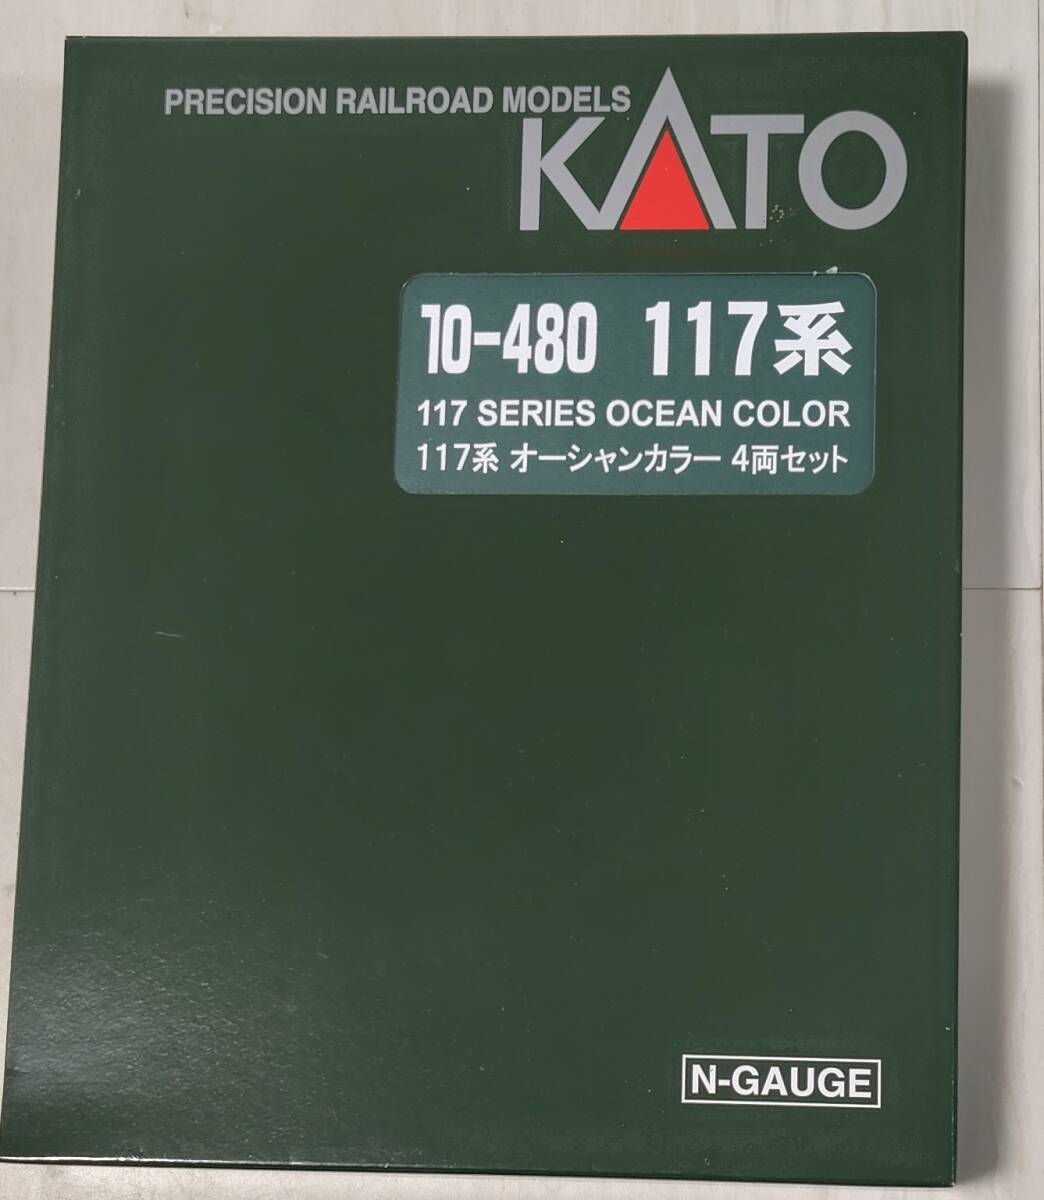 PRECISION RAILROAD MODELS
KATO
10-480 117系
117 SERIES OCEAN COLOR
117系 オーシャンカラー 4両セット
N-GAUGE